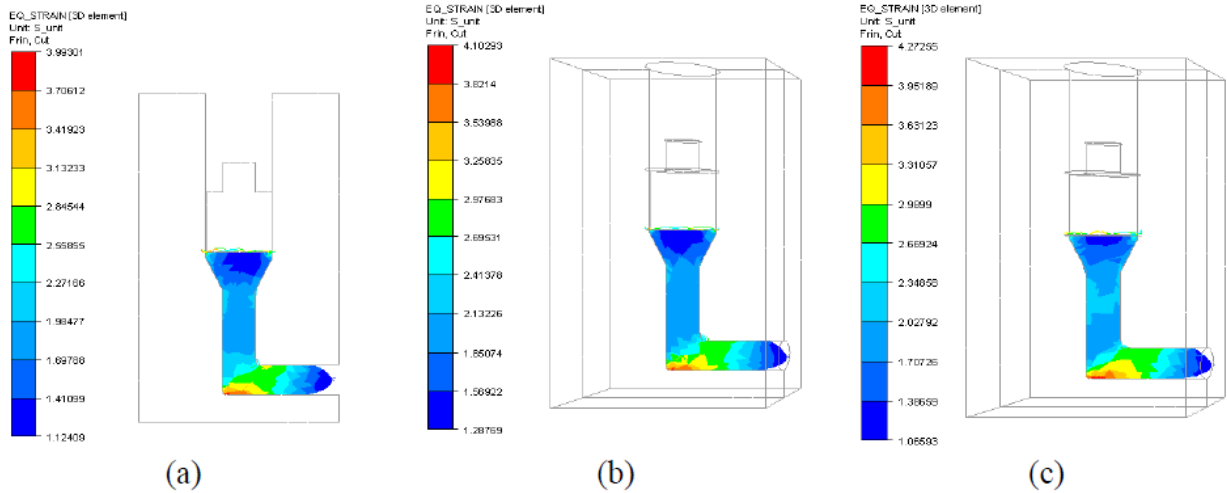 EQ_STRAIN [3D element]
Unit: S_unit
Frin, Cut
3.99301
3.70612
3.41923
3.13233
2.84544
2.55855
2.27166
1.98477
1.69788
1.41099
1.12409
(a)
EQ_STRAIN [3D element]
Unit: S_unit
Frin, Cut
4.10293
3.8214
3.53988
3.25835
2.97683
2.69531
2.41378
2.13226
1.85074
1.56922
1.28769
(b)
EQ_STRAIN [3D element]
Unit: S_unit
Frin, Cut
4.27255
3.95189
3.63123
3.31057
2.9899
2.66924
2.34858
2.02792
1.70725
1.38659
1.06593
(c)